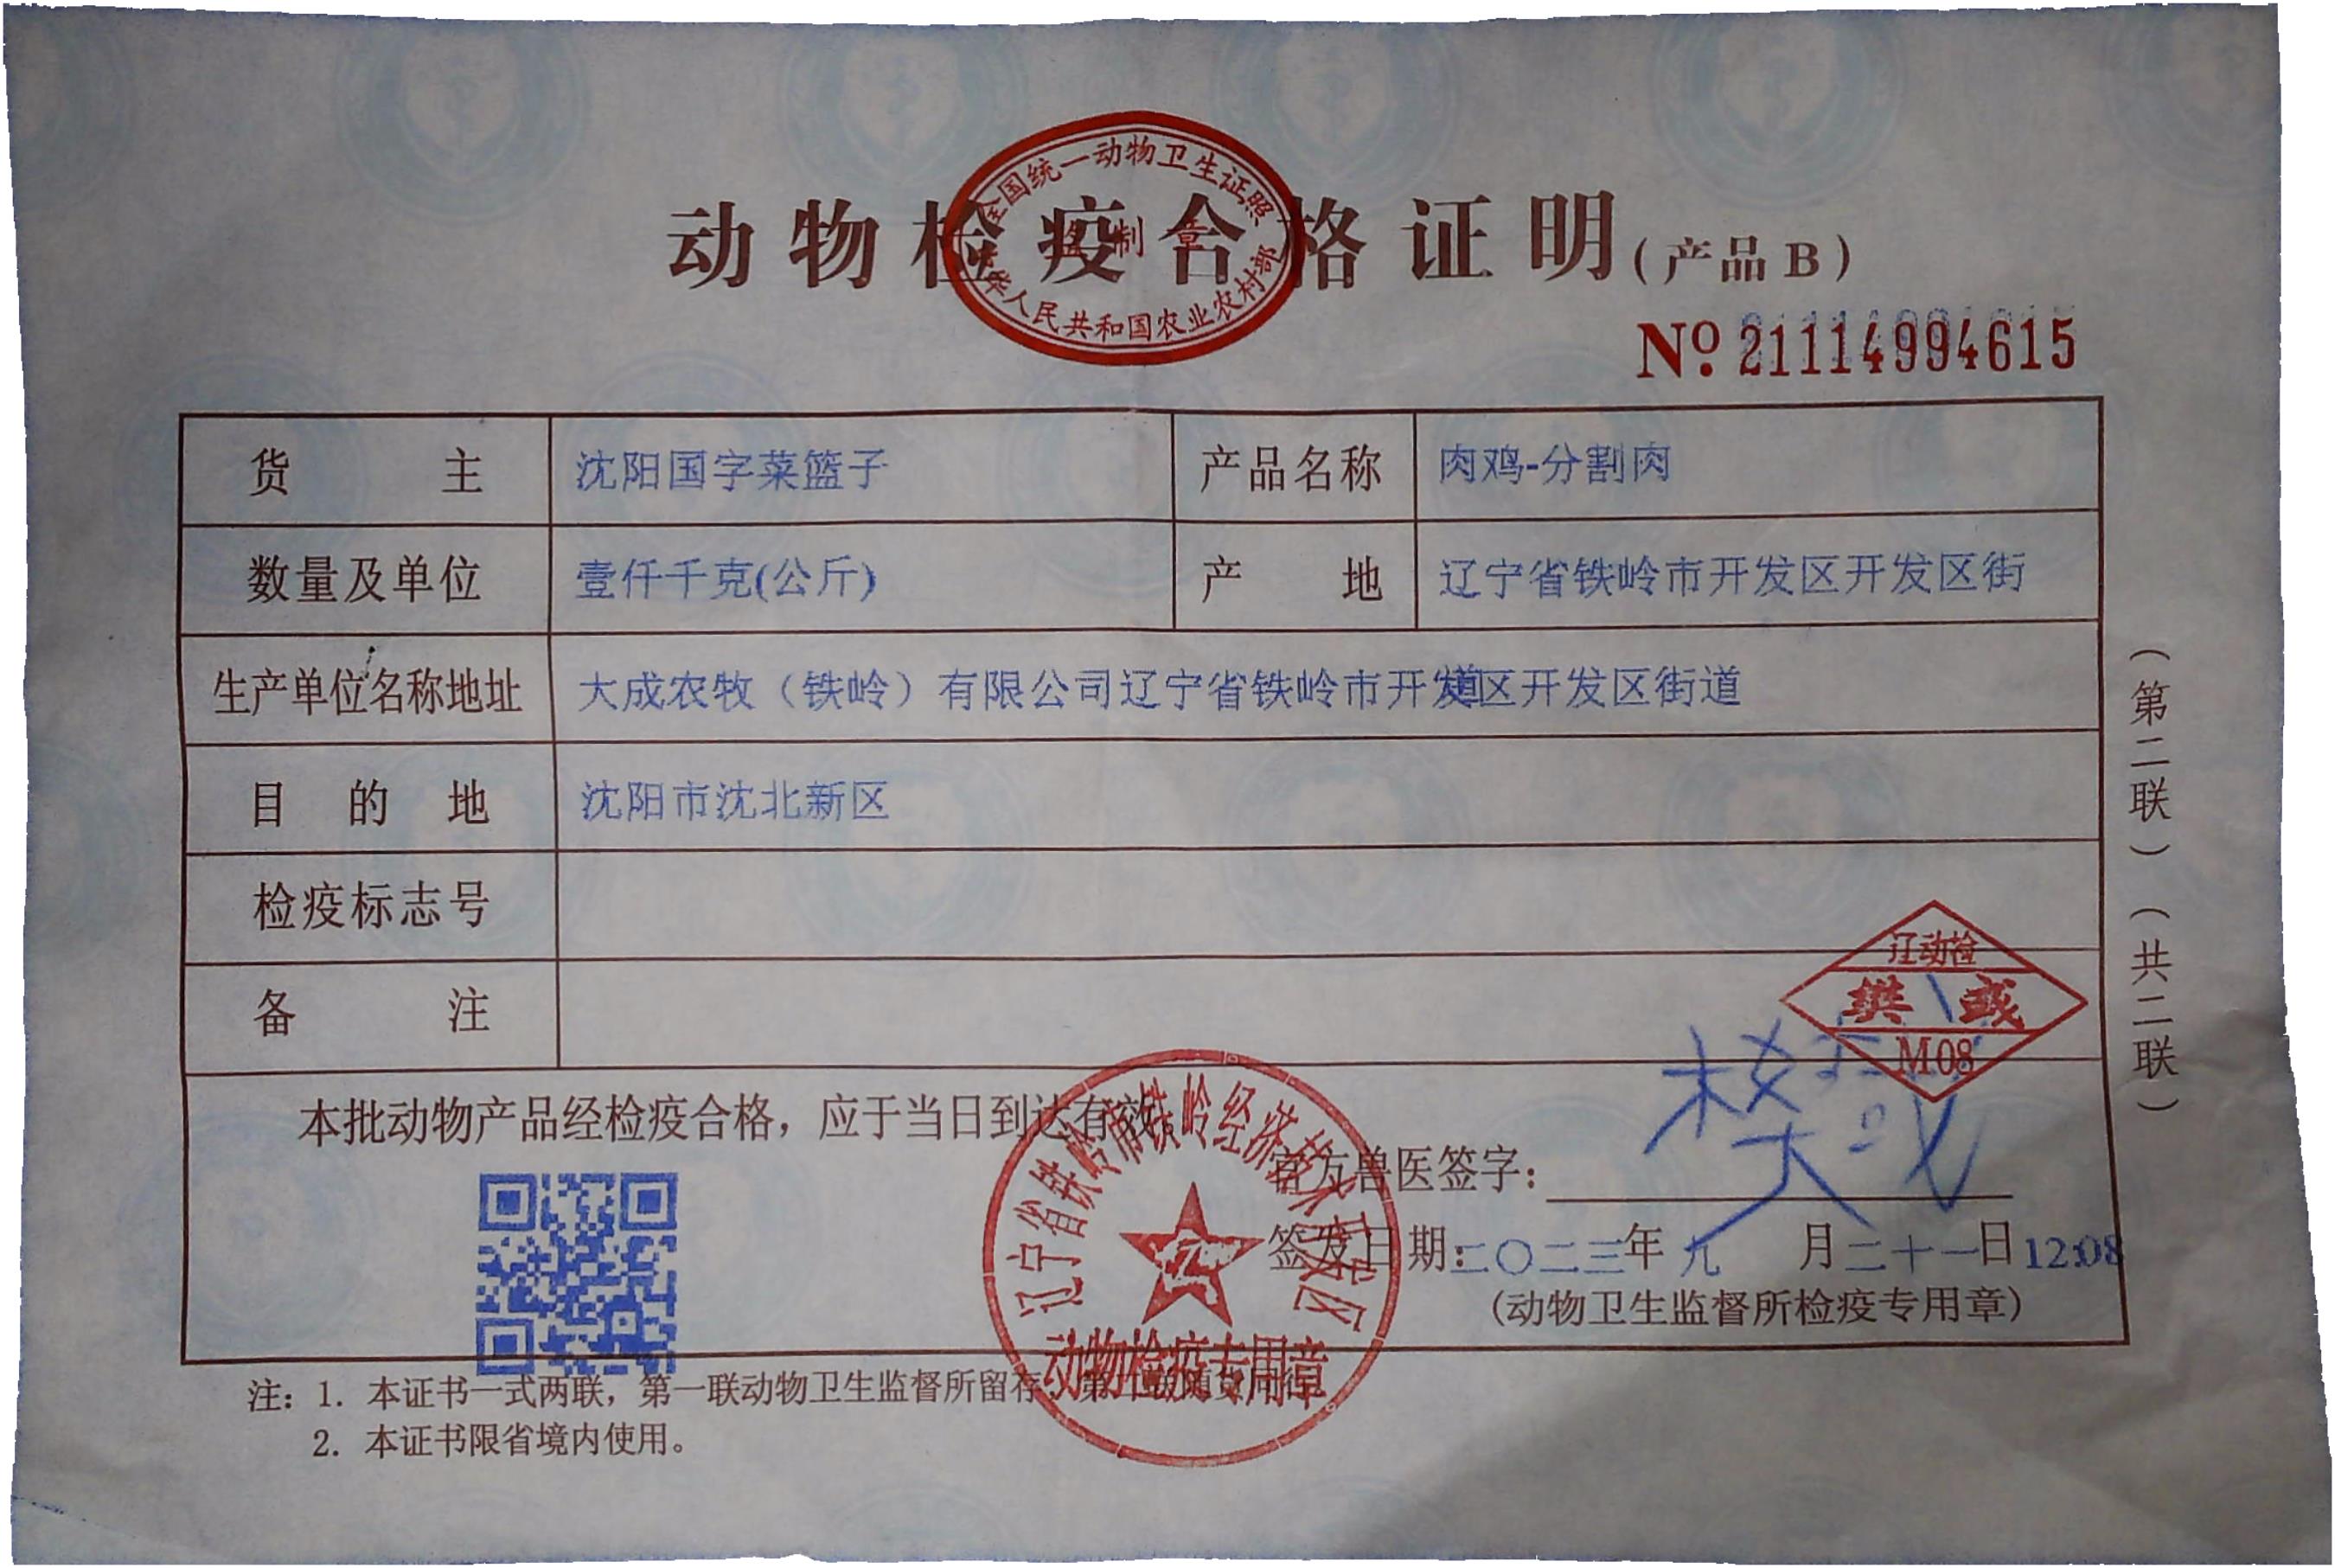 动物检疫合格证明(产品B)
全国统一动物卫生证照
监制章
中华人民共和国农业农村部
№ 21114994615
货主 沈阳国字菜篮子 产品名称 肉鸡-分割肉
数量及单位 壹仟千克(公斤) 产地 辽宁省铁岭市开发区开发区街
道
生产单位名称地址 大成农牧（铁岭）有限公司辽宁省铁岭市开发区开发区街道
目的地 沈阳市沈北新区
检疫标志号
备注
辽动检
樊彧
M08
本批动物产品经检疫合格，应于当日到达有效。
官方兽医签字：樊彧
签发日期：二〇二三年九月二十一日 12:08
(动物卫生监督所检疫专用章)
辽宁省铁岭市铁岭经济技术开发区
动物检疫专用章
注：1. 本证书一式两联，第一联动物卫生监督所留存，第二联随货同行。
2. 本证书限省境内使用。
（第二联）（共二联）